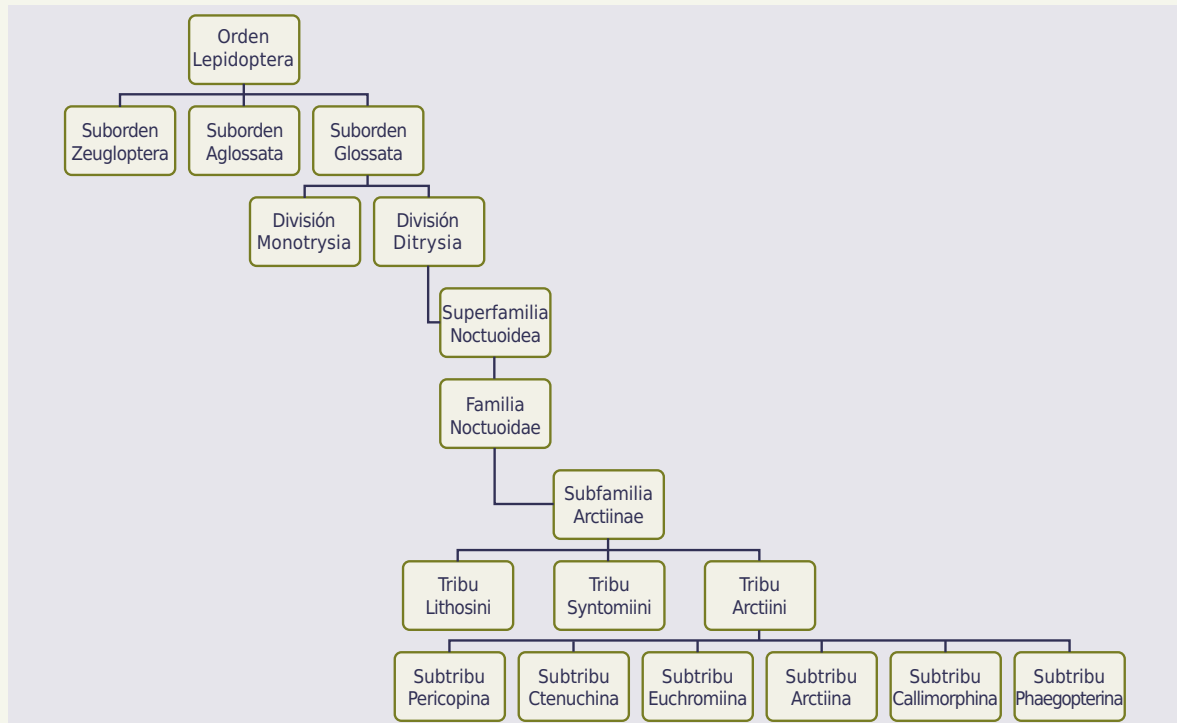 Orden
Lepidoptera
Suborden
Zeugloptera
Suborden
Aglossata
Suborden
Glossata
División
Monotrysia
División
Ditrysia
Superfamilia
Noctuoidea
Familia
Noctuoidae
Subfamilia
Arctiinae
Tribu
Lithosini
Tribu
Syntomiini
Tribu
Arctiini
Subtribu
Pericopina
Subtribu
Ctenuchina
Subtribu
Euchromiina
Subtribu
Arctiina
Subtribu
Callimorphina
Subtribu
Phaegopterina